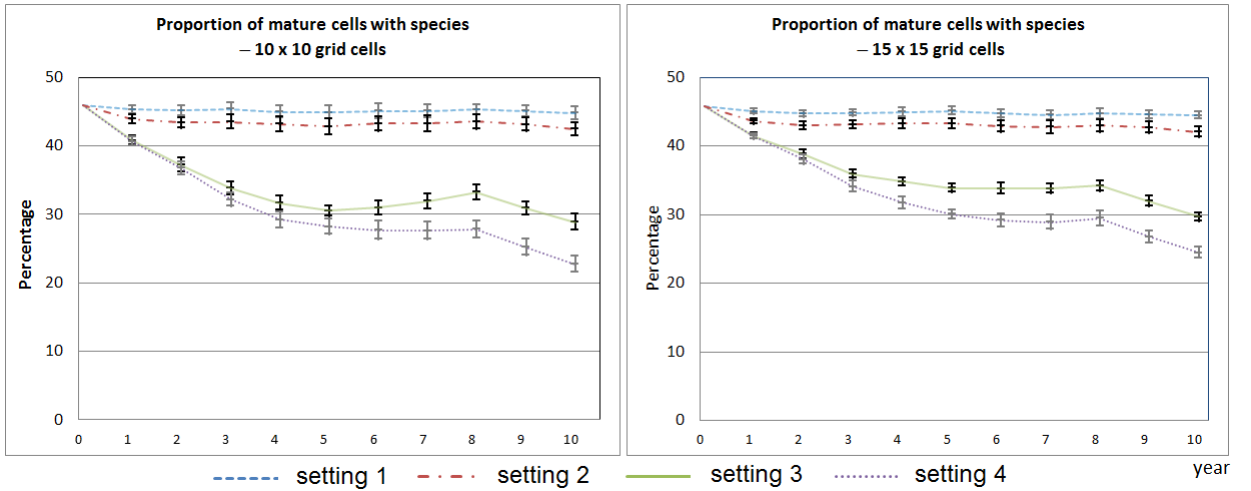 Proportion of mature cells with species
– 10 x 10 grid cells
Percentage
50
40
30
20
10
0
0 1 2 3 4 5 6 7 8 9 10
Proportion of mature cells with species
– 15 x 15 grid cells
Percentage
50
40
30
20
10
0
0 1 2 3 4 5 6 7 8 9 10
year
setting 1 setting 2 setting 3 setting 4